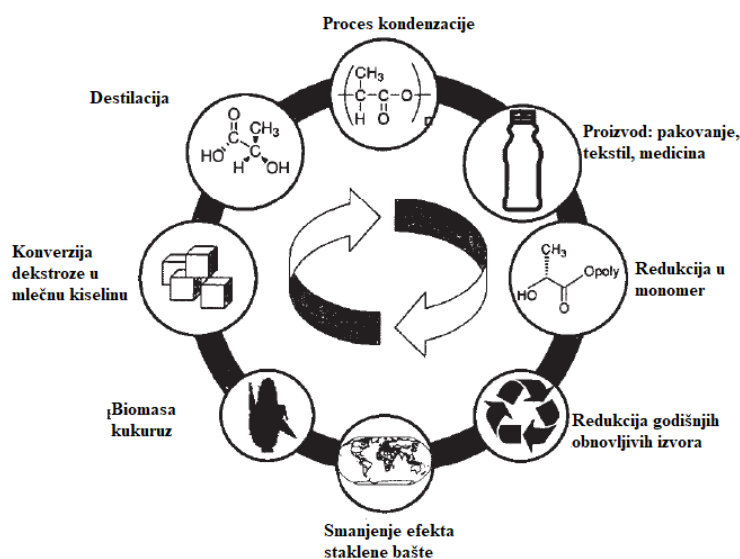 Proces kondenzacije
CH₃
C
C
O
H
O
n
Destilacija
O
C
CH₃
HO
C
H
OH
Proizvod: pakovanje,
tekstil, medicina
Konverzija
dekstroze u
mlečnu kiselinu
CH₃
Opoly
HO
O
Redukcija u
monomer
Biomasa
kukuruz
Redukcija godišnjih
obnovljivih izvora
Smanjenje efekta
staklene bašte